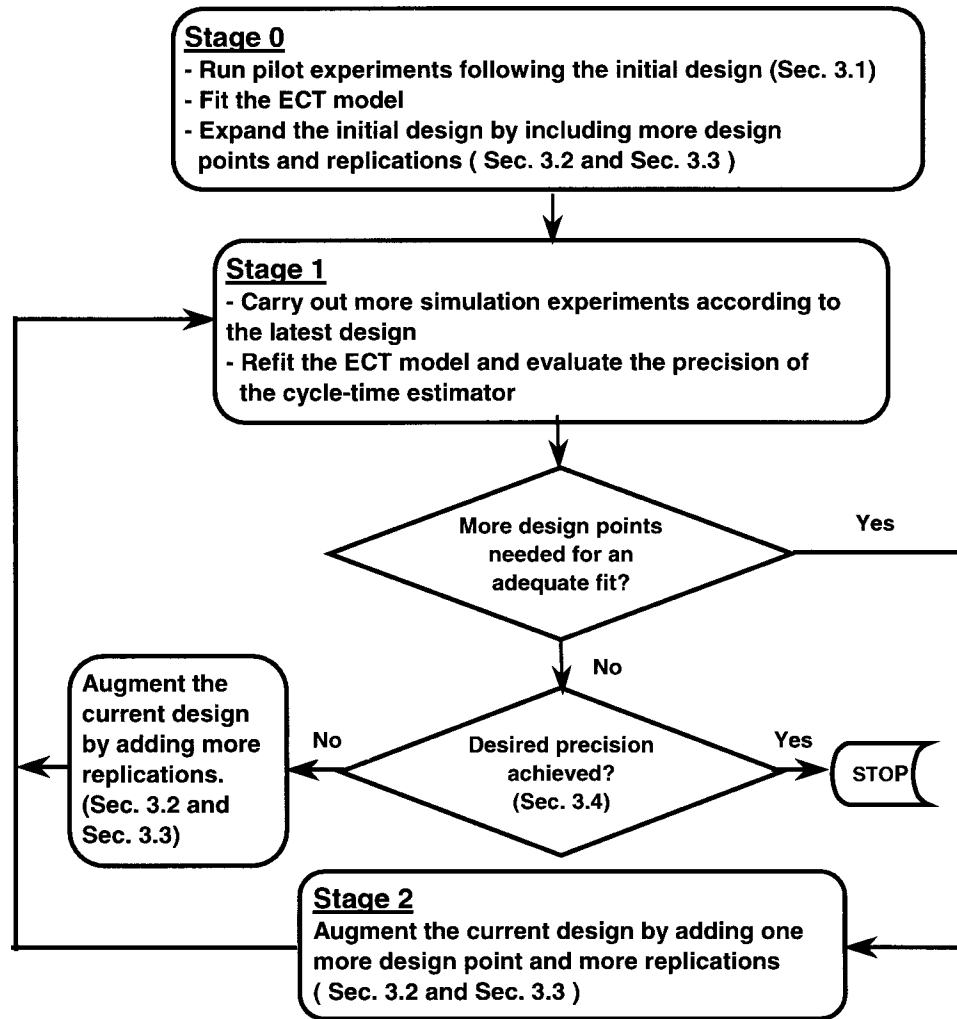 Stage 0
- Run pilot experiments following the initial design (Sec. 3.1)
- Fit the ECT model
- Expand the initial design by including more design
points and replications ( Sec. 3.2 and Sec. 3.3 )
Stage 1
- Carry out more simulation experiments according to
the latest design
- Refit the ECT model and evaluate the precision of
the cycle-time estimator
More design points
needed for an
adequate fit?
Yes
No
Augment the
current design
by adding more
replications.
(Sec. 3.2 and
Sec. 3.3)
No
Desired precision
achieved?
(Sec. 3.4)
Yes
STOP
Stage 2
Augment the current design by adding one
more design point and more replications
( Sec. 3.2 and Sec. 3.3 )